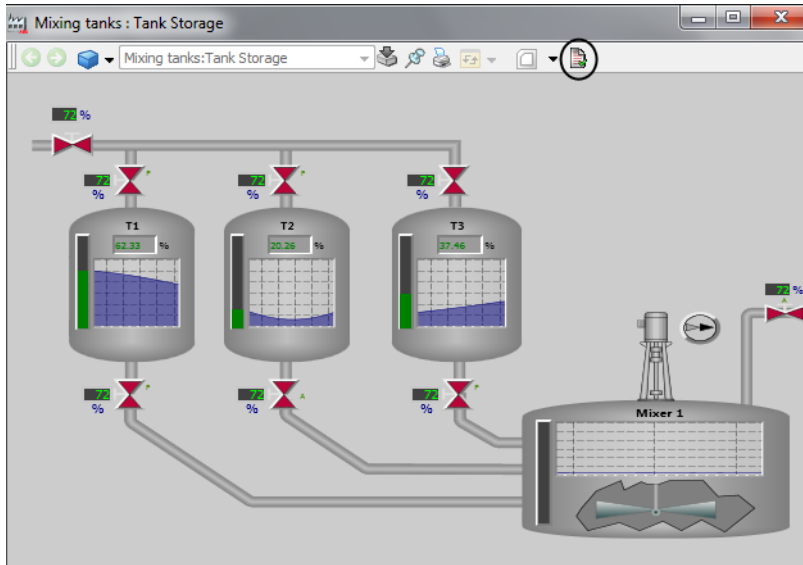 Mixing tanks : Tank Storage
Mixing tanks:Tank Storage
72 %
72
%
P
72
%
P
72
%
T1
62.33 %
T2
20.26 %
T3
37.46 %
72 %
A
72
%
P
72
%
A
72
%
P
Mixer 1